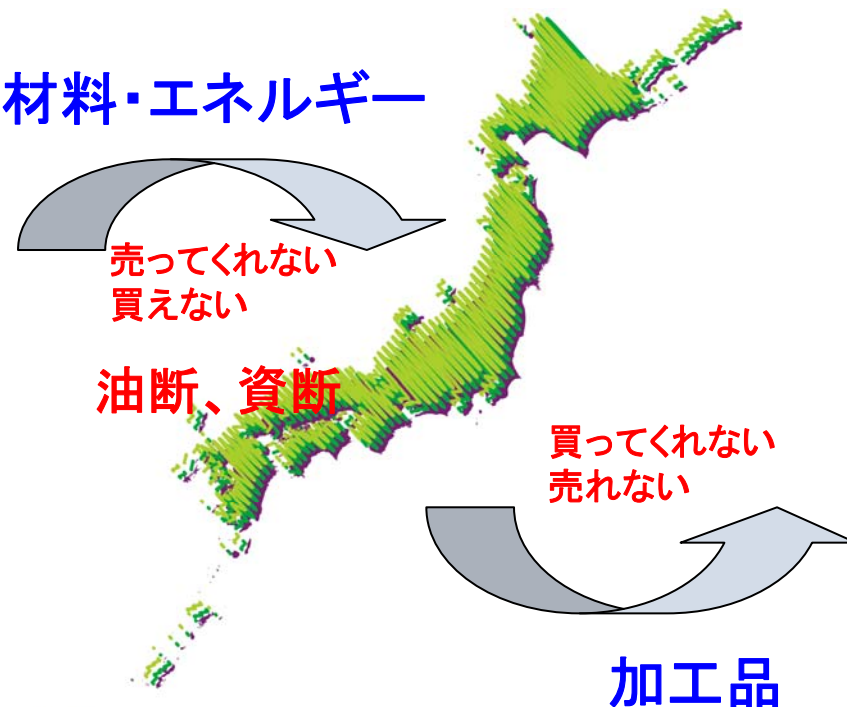 材料・エネルギー
売ってくれない
買えない
油断、資断
買ってくれない
売れない
加工品